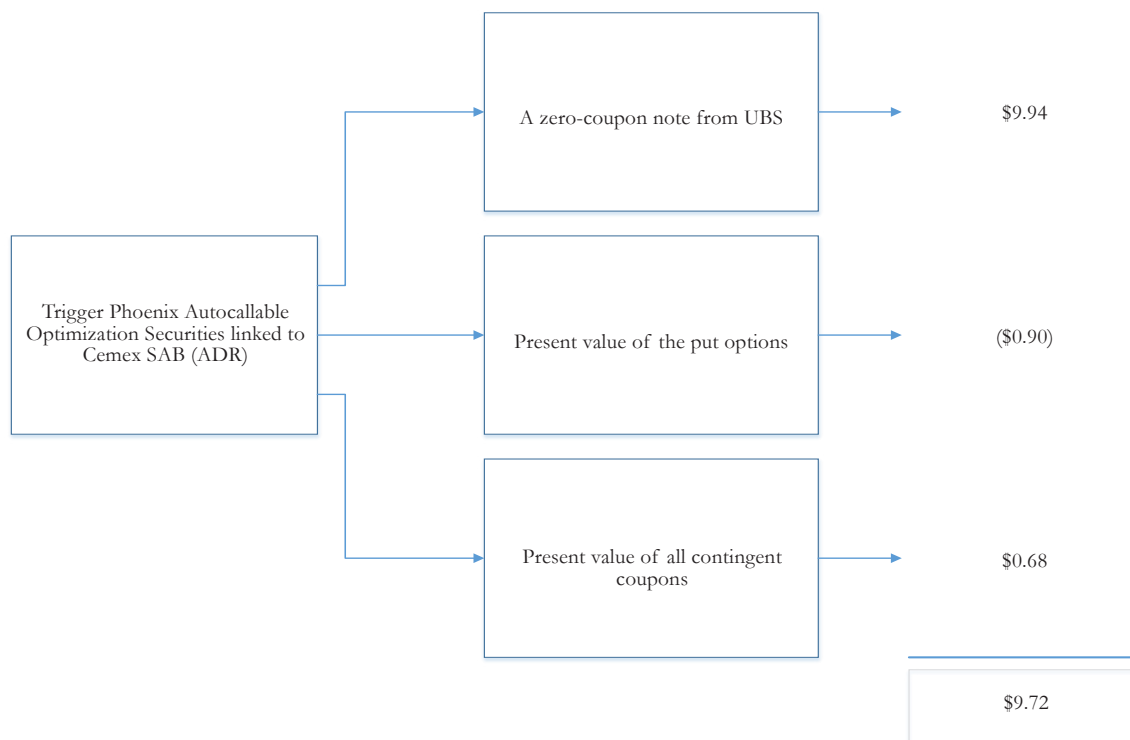 A zero-coupon note from UBS
$9.94
Trigger Phoenix Autocallable
Optimization Securities linked to
Cemex SAB (ADR)
Present value of the put options
($0.90)
Present value of all contingent
coupons
$0.68
$9.72